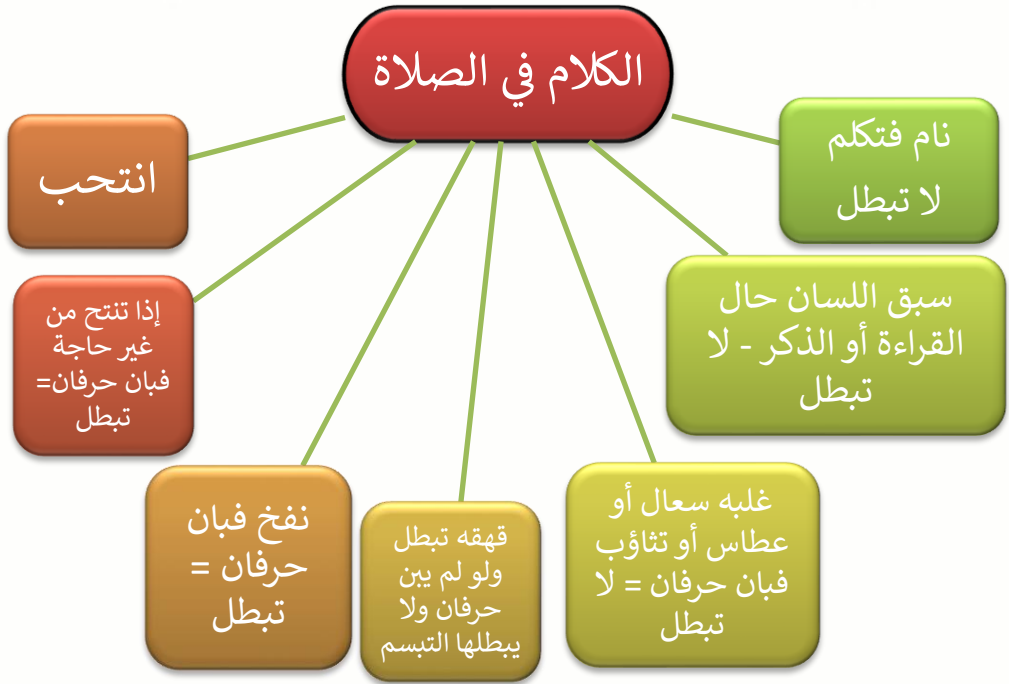 الكلام في الصلاة
نام فتكلم
لا تبطل
سبق اللسان حال
القراءة أو الذكر - لا
تبطل
غلبه سعال أو
عطاس أو تثاؤب
فبان حرفان = لا
تبطل
قهقه تبطل
ولو لم يبن
حرفان ولا
يبطلها التبسم
نفخ فبان
حرفان =
تبطل
إذا تنتح من
غير حاجة
فبان حرفان=
تبطل
انتحب